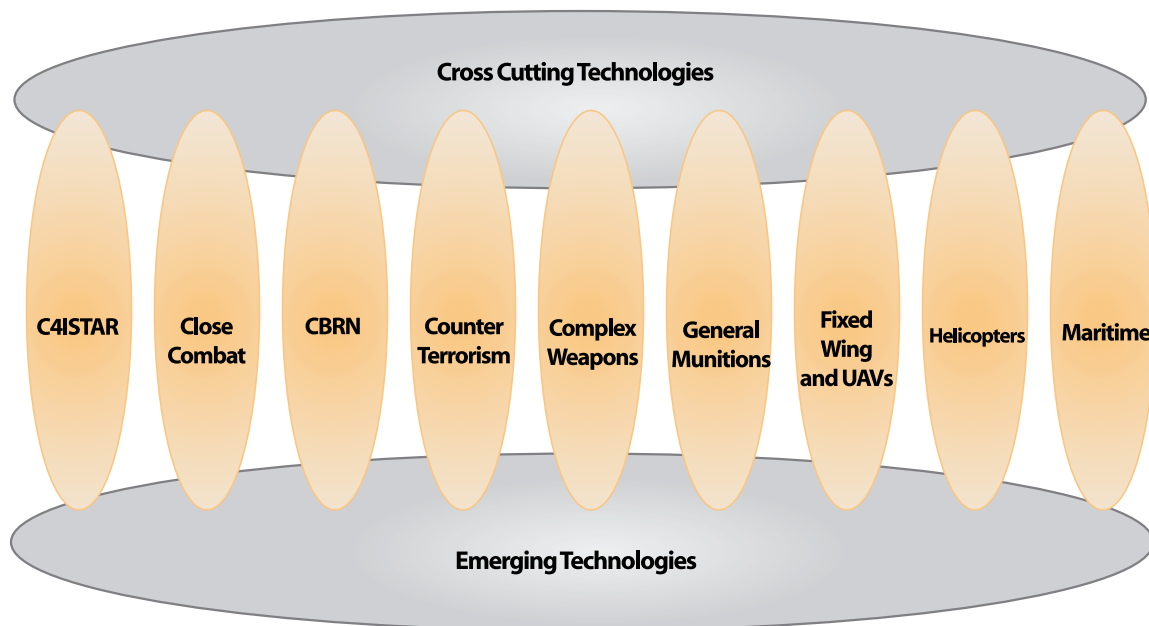 Cross Cutting Technologies
C4ISTAR
Close
Combat
CBRN
Counter
Terrorism
Complex
Weapons
General
Munitions
Fixed
Wing
and UAVs
Helicopters
Maritime
Emerging Technologies